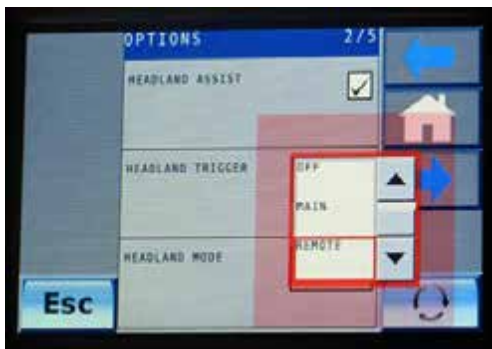 OPTIONS 2/5
HEADLAND ASSIST
HEADLAND TRIGGER
OFF
MAIN
REMOTE
HEADLAND MODE
Esc